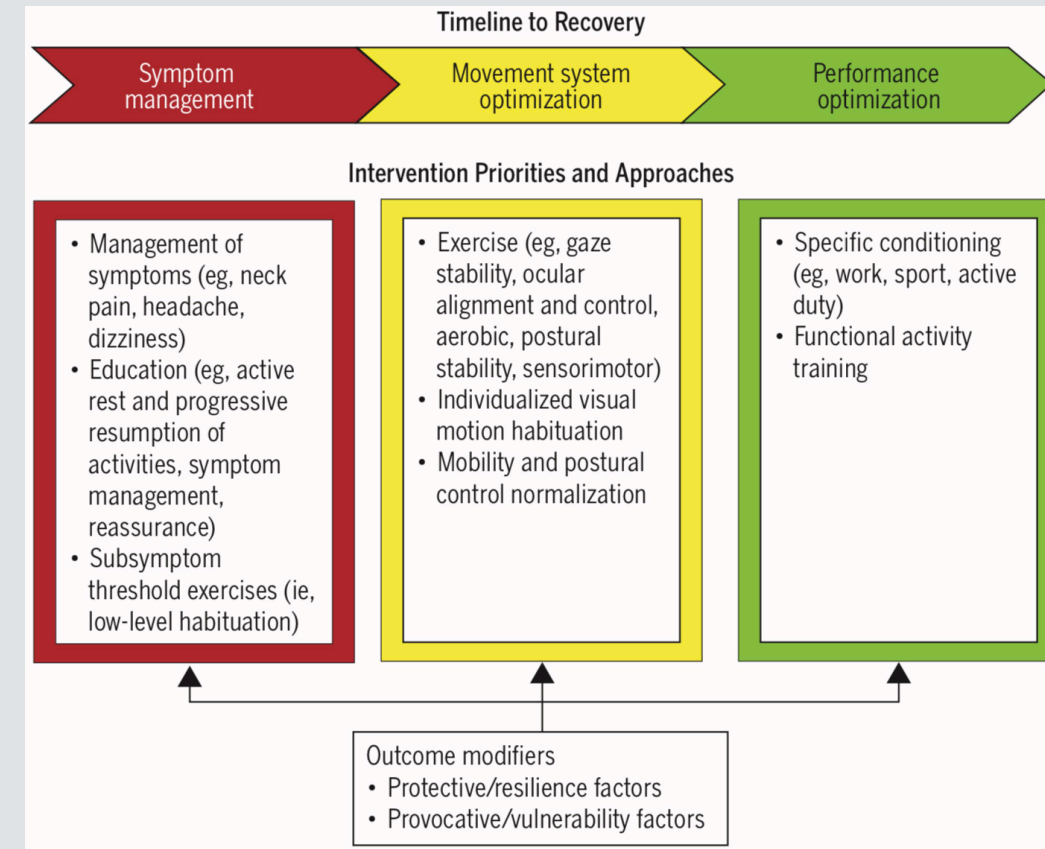 Timeline to Recovery
Symptom
management
Movement system
optimization
Performance
optimization
Intervention Priorities and Approaches
• Management of
symptoms (eg, neck
pain, headache,
dizziness)
• Education (eg, active
rest and progressive
resumption of
activities, symptom
management,
reassurance)
• Subsymptom
threshold exercises (ie,
low-level habituation)
• Exercise (eg, gaze
stability, ocular
alignment and control,
aerobic, postural
stability, sensorimotor)
• Individualized visual
motion habituation
• Mobility and postural
control normalization
• Specific conditioning
(eg, work, sport, active
duty)
• Functional activity
training
Outcome modifiers
• Protective/resilience factors
• Provocative/vulnerability factors